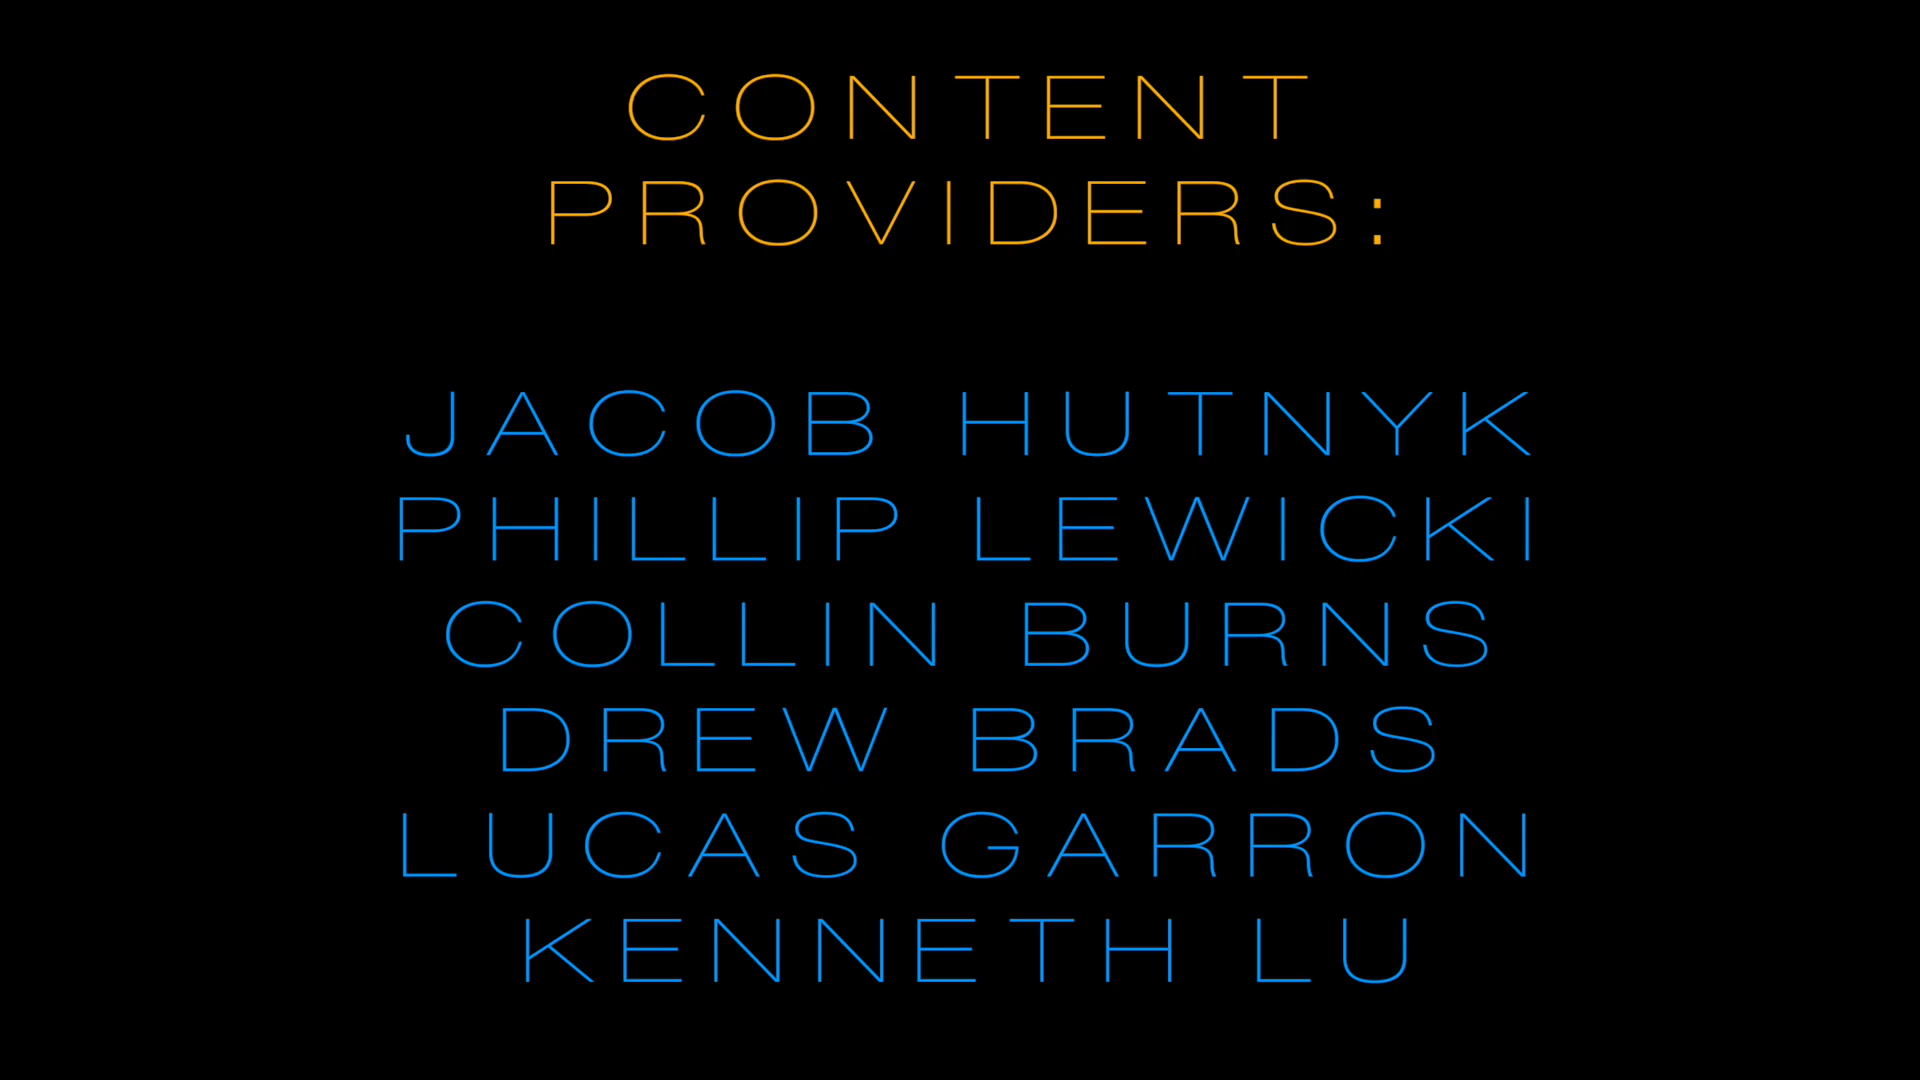 CONTENT
PROVIDERS:
JACOB HUTNYK
PHILLIP LEWICKI
COLLIN BURNS
DREW BRADS
LUCAS GARRON
KENNETH LU